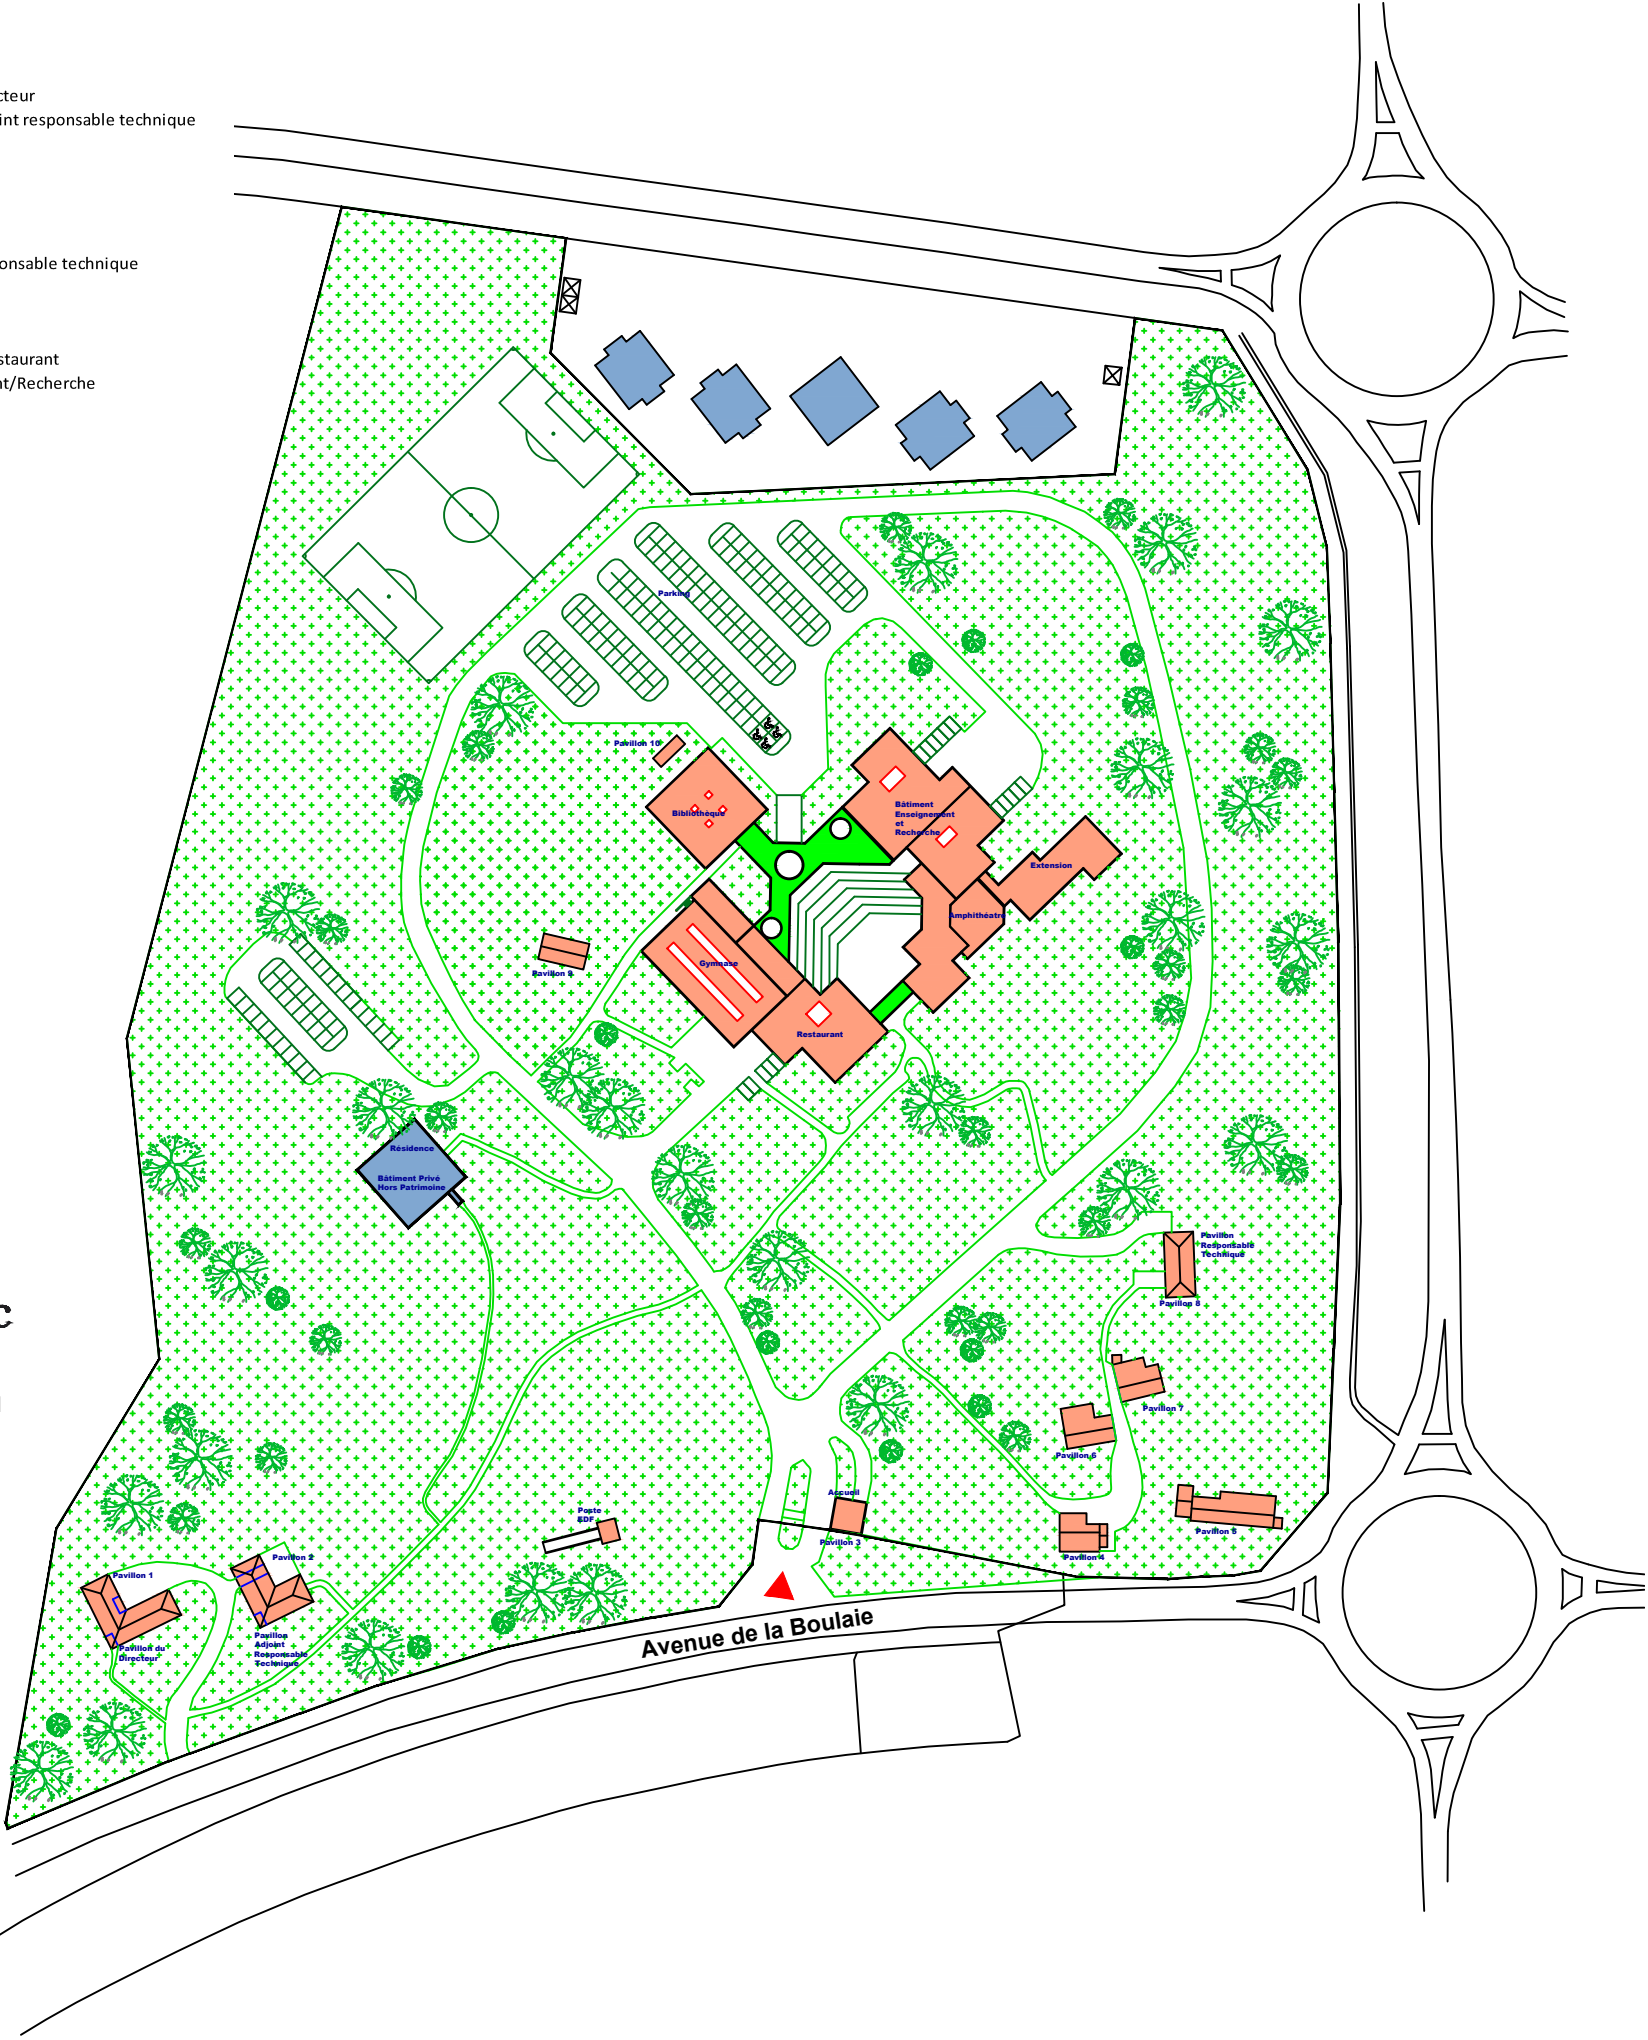 cteur
int responsable technique
onsable technique
staurant
nt/Recherche
Parking
Pavillon 10
Bibliothèque
Bâtiment
Enseignement
et
Recherche
Extension
Amphithéatre
Gymnase
Pavillon 9
Restaurant
Résidence
Bâtiment Privé
Hors Patrimoine
Pavillon
Responsable
Technique
Pavillon 8
c
Pavillon 7
Pavillon 6
Accueil
Poste
EDF
Pavillon 5
Pavillon 3
Pavillon 4
Pavillon 2
Pavillon 1
Pavillon du
Directeur
Pavillon
Adjoint
Responsable
Technique
Avenue de la Boulaie